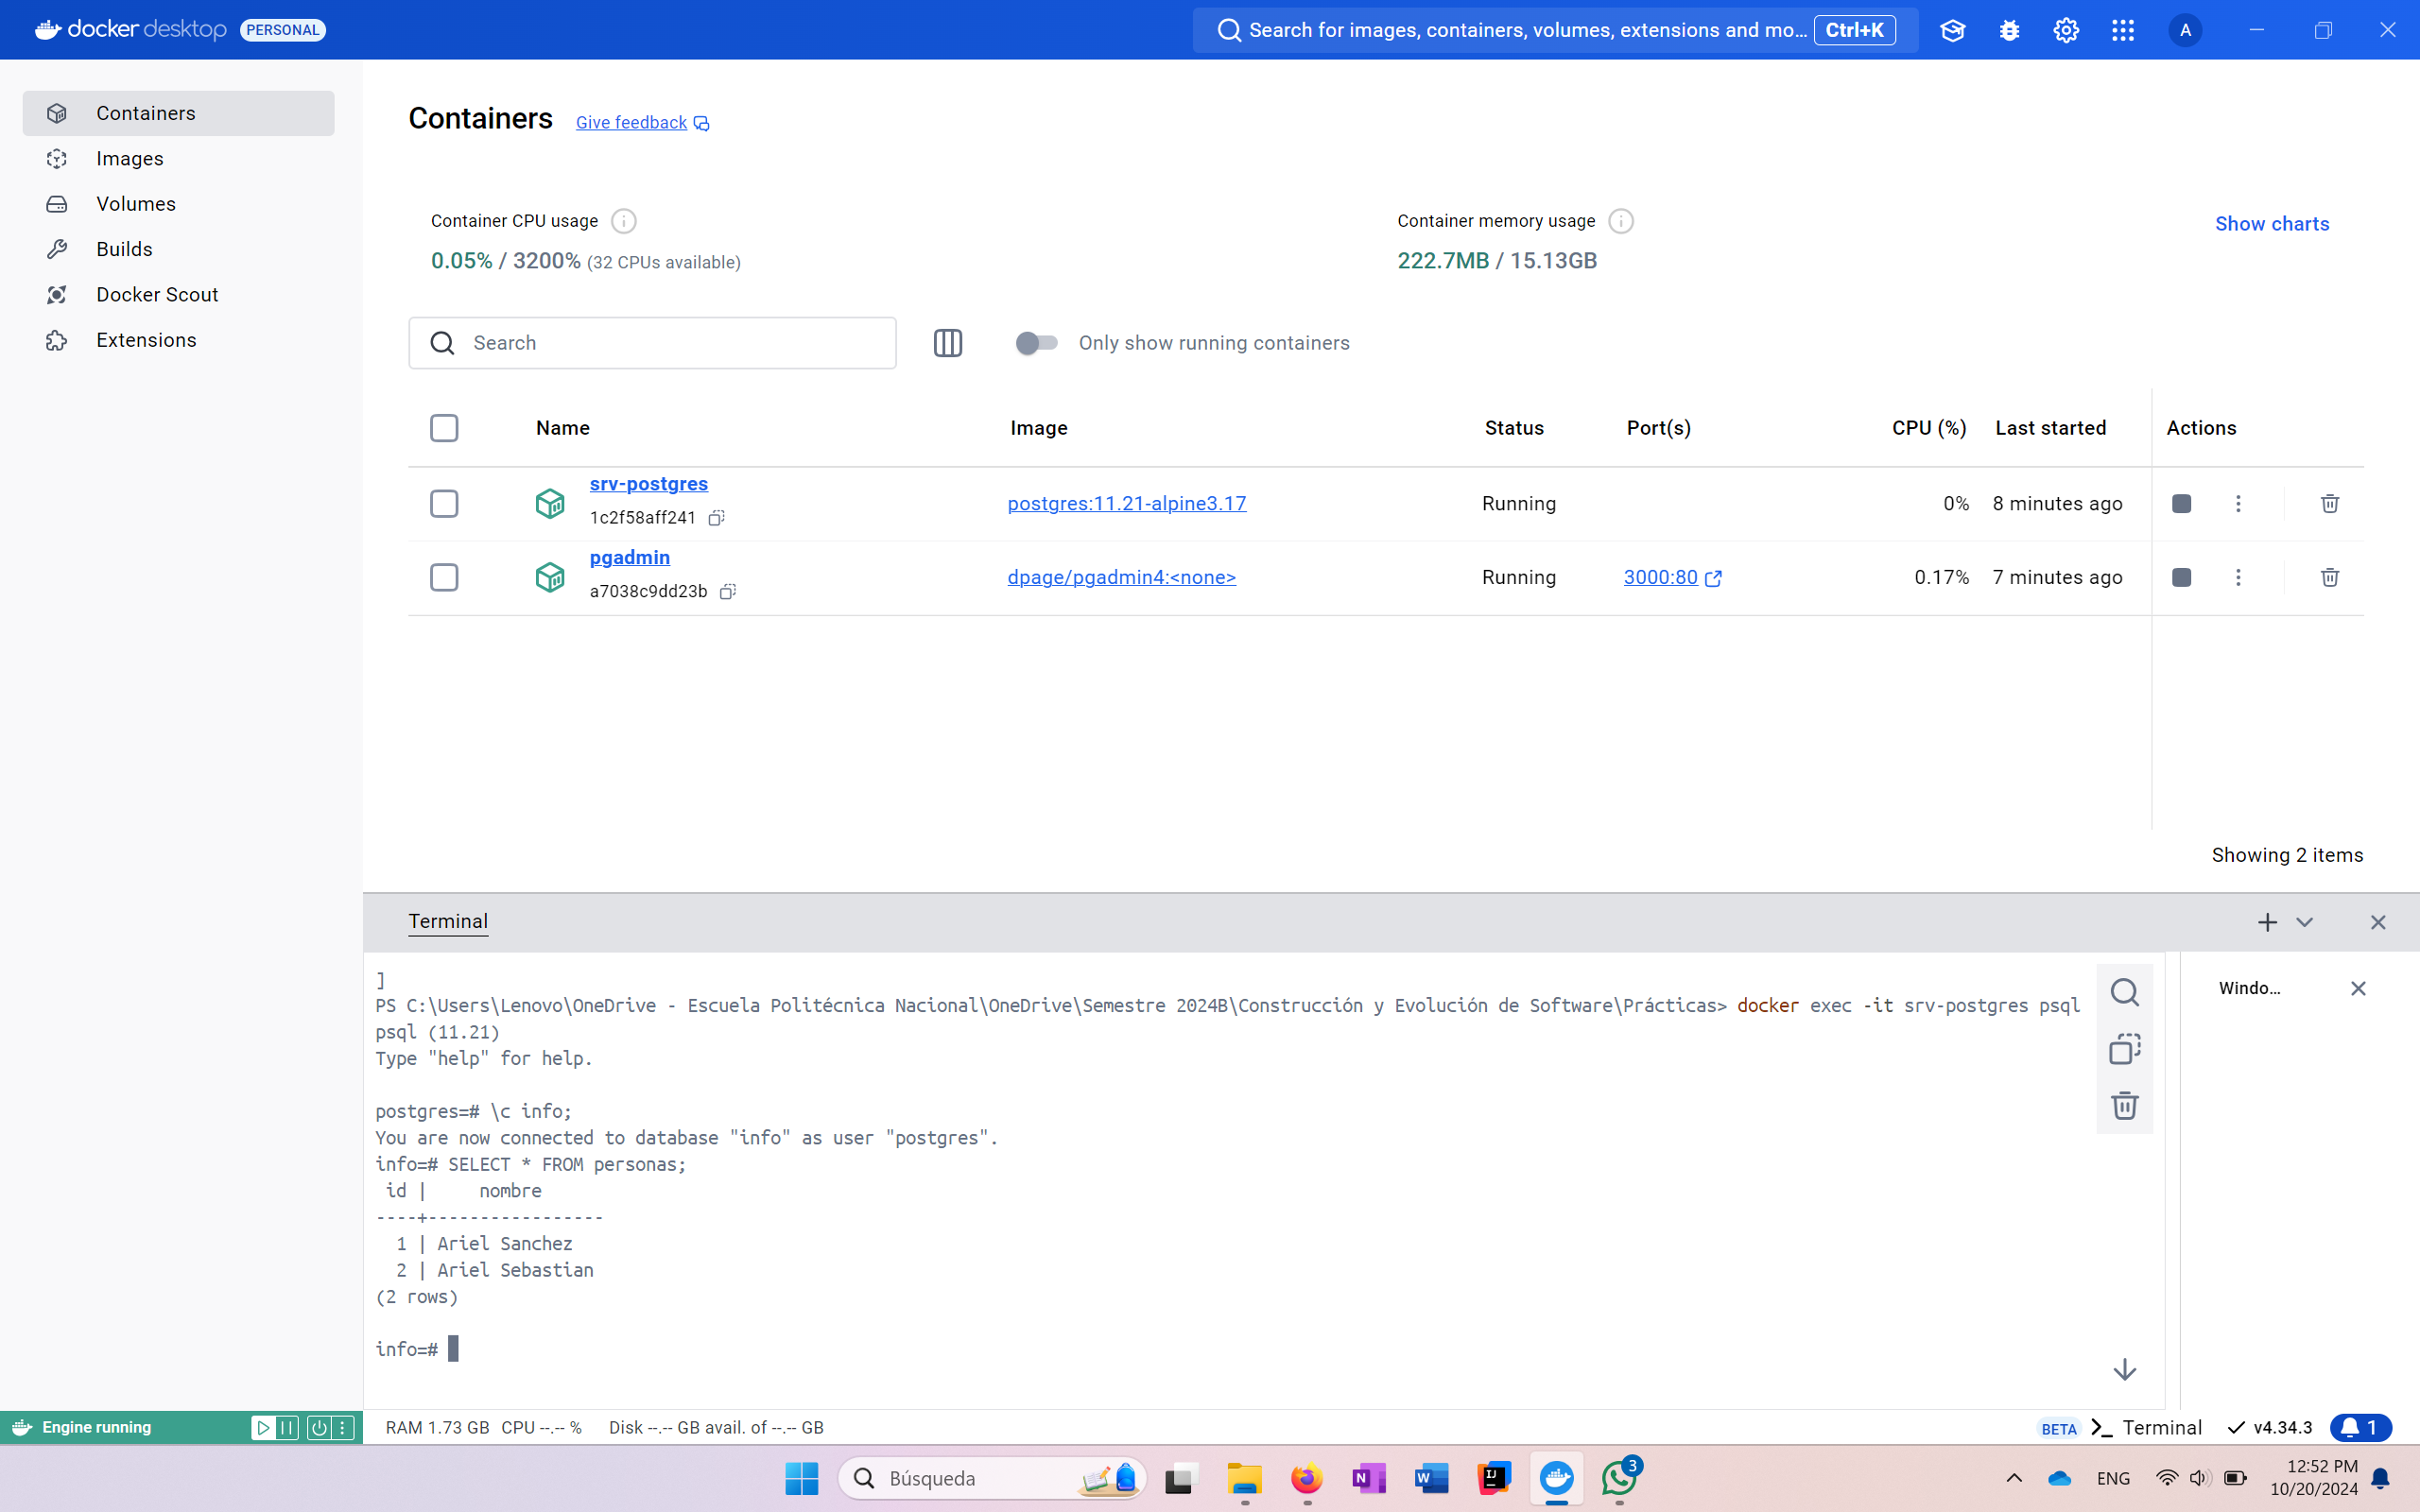 docker desktop PERSONAL Search for images, containers, volumes, extensions and mo... Ctrl+K A
Containers
Images
Volumes
Builds
Docker Scout
Extensions
Containers Give feedback
Container CPU usage
0.05% / 3200% (32 CPUs available)
Container memory usage
222.7MB / 15.13GB
Show charts
Search Only show running containers
Name Image Status Port(s) CPU (%) Last started Actions
srv-postgres
1c2f58aff241
postgres:11.21-alpine3.17 Running 0% 8 minutes ago
pgadmin
a7038c9dd23b
dpage/pgadmin4:<none> Running 3000:80 0.17% 7 minutes ago
Showing 2 items
Terminal
]
PS C:\Users\Lenovo\OneDrive - Escuela Politécnica Nacional\OneDrive\Semestre 2024B\Construcción y Evolución de Software\Prácticas> docker exec -it srv-postgres psql
psql (11.21)
Type "help" for help.
postgres=# \c info;
You are now connected to database "info" as user "postgres".
info=# SELECT * FROM personas;
 id |     nombre
----+-----------------
  1 | Ariel Sanchez
  2 | Ariel Sebastian
(2 rows)
info=#
Windo...
Engine running RAM 1.73 GB CPU --.-- % Disk --.-- GB avail. of --.-- GB BETA Terminal v4.34.3 1
Búsqueda N W IJ 3 ENG 12:52 PM
10/20/2024